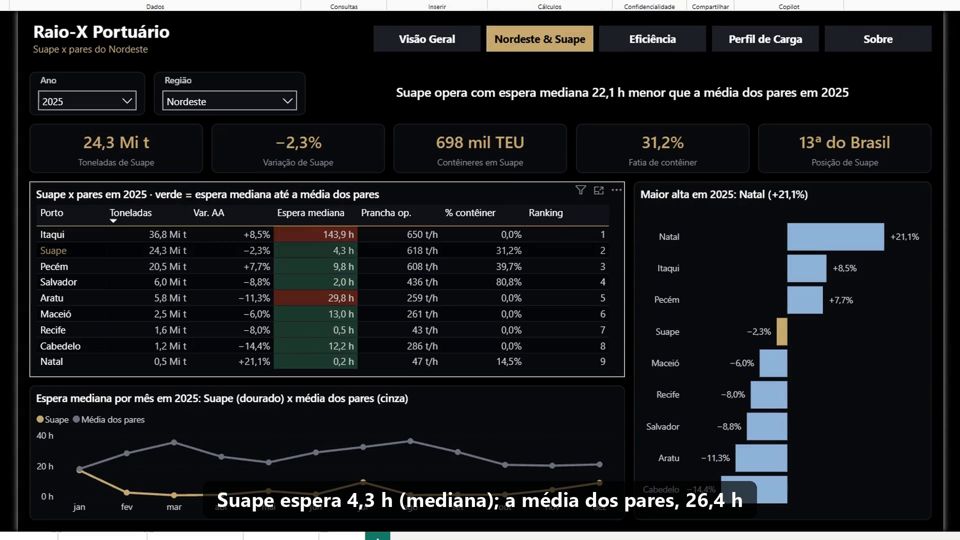 Dados Consultas Inserir Cálculos Confidencialidade Compartilhar Copilot
Raio-X Portuário
Suape x pares do Nordeste
Visão Geral Nordeste & Suape Eficiência Perfil de Carga Sobre
Ano
2025
Região
Nordeste
Suape opera com espera mediana 22,1 h menor que a média dos pares em 2025
24,3 Mi t
Toneladas de Suape
−2,3%
Variação de Suape
698 mil TEU
Contêineres em Suape
31,2%
Fatia de contêiner
13ª do Brasil
Posição de Suape
Suape x pares em 2025 · verde = espera mediana até a média dos pares
Porto Toneladas Var. AA Espera mediana Prancha op. % contêiner Ranking
Itaqui 36,8 Mi t +8,5% 143,9 h 650 t/h 0,0% 1
Suape 24,3 Mi t −2,3% 4,3 h 618 t/h 31,2% 2
Pecém 20,5 Mi t +7,7% 9,8 h 608 t/h 39,7% 3
Salvador 6,0 Mi t −8,8% 2,0 h 436 t/h 80,8% 4
Aratu 5,8 Mi t −11,3% 29,8 h 259 t/h 0,0% 5
Maceió 2,5 Mi t −6,0% 13,0 h 261 t/h 0,0% 6
Recife 1,6 Mi t −8,0% 0,5 h 43 t/h 0,0% 7
Cabedelo 1,2 Mi t −14,4% 12,2 h 286 t/h 0,0% 8
Natal 0,5 Mi t +21,1% 0,2 h 47 t/h 14,5% 9
Maior alta em 2025: Natal (+21,1%)
Natal +21,1%
Itaqui +8,5%
Pecém +7,7%
Suape −2,3%
Maceió −6,0%
Recife −8,0%
Salvador −8,8%
Aratu −11,3%
Cabedelo −14,4%
Espera mediana por mês em 2025: Suape (dourado) x média dos pares (cinza)
Suape Média dos pares
40 h
20 h
0 h
jan fev mar
Suape espera 4,3 h (mediana); a média dos pares, 26,4 h